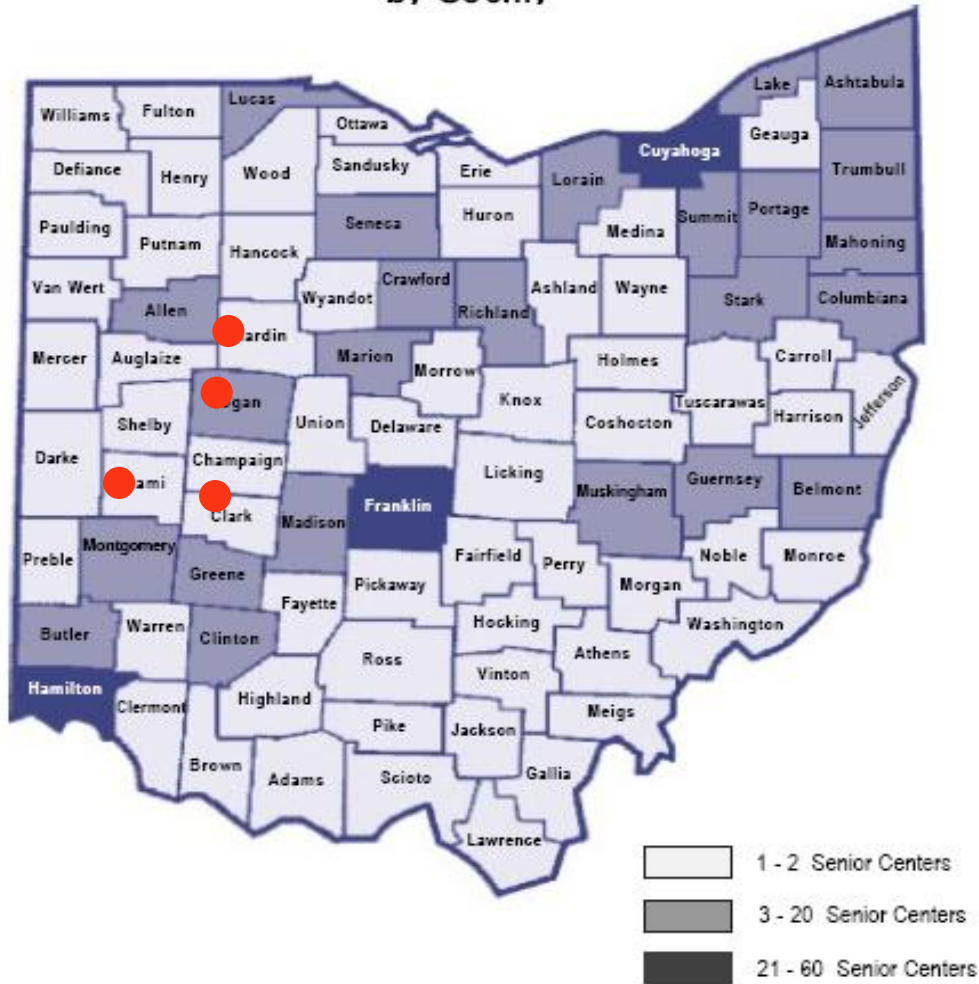 Lake
Ashtabula
Lucas
Williams
Fulton
Ottawa
Geauga
Cuyahoga
Defiance
Henry
Wood
Sandusky
Erie
Lorain
Trumbull
Paulding
Seneca
Huron
Medina
Summit
Portage
Putnam
Hancock
Mahoning
Van Wert
Wyandot
Crawford
Ashland
Wayne
Stark
Columbiana
Allen
Richland
ardin
Mercer
Auglaize
Marion
Morrow
Holmes
Carroll
gan
Knox
Tuscarawas
Jefferson
Shelby
Union
Delaware
Coshocton
Harrison
Darke
Champaign
Licking
ami
Muskingham
Guernsey
Belmont
Clark
Madison
Franklin
Preble
Montgomery
Fairfield
Perry
Noble
Monroe
Greene
Pickaway
Morgan
Fayette
Butler
Warren
Clinton
Hocking
Washington
Ross
Athens
Hamilton
Clermont
Highland
Vinton
Pike
Jackson
Meigs
Brown
Adams
Scioto
Gallia
Lawrence
1 - 2 Senior Centers
3 - 20 Senior Centers
21 - 60 Senior Centers